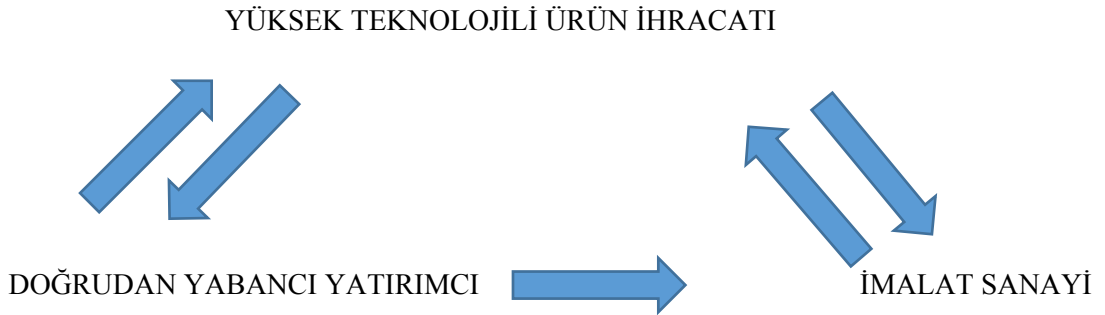 YÜKSEK TEKNOLOJİLİ ÜRÜN İHRACATI
DOĞRUDAN YABANCI YATIRIMCI
İMALAT SANAYİ